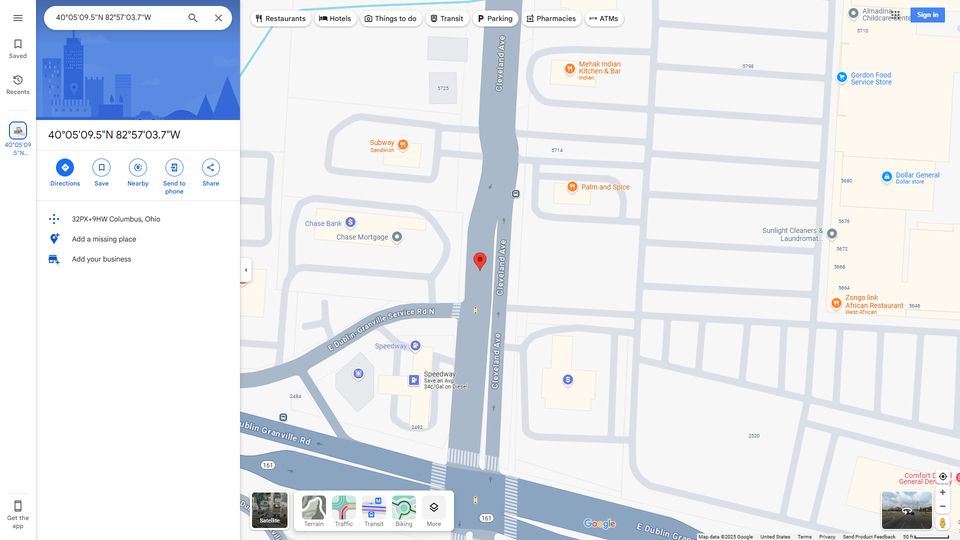 40°05'09.5"N 82°57'03.7"W
Saved
Recents
40°05'09
.5"N...
Get the
app
40°05'09.5"N 82°57'03.7"W
Directions
Save
Nearby
Send to
phone
Share
32PX+9HW Columbus, Ohio
Add a missing place
Add your business
Restaurants
Hotels
Things to do
Transit
Parking
Pharmacies
ATMs
Sign in
Almadina
Childcare
5710
Cleveland Ave
Mehak Indian
Kitchen & Bar
Indian
5798
Gordon Food
Service Store
5725
Subway
Sandwich
5714
Palm and Spice
5680
Dollar General
Dollar store
Chase Bank
Chase Mortgage
Cleveland Ave
Sunlight Cleaners &
Laundromat...
5676
5672
5668
5664
Zongo link
African Restaurant
West African
5646
E Dublin Granville Service Rd N
Speedway
Cleveland Ave
Speedway
Save an Avg
34¢/Gal on Diesel
2484
2492
2520
ublin Granville Rd
161
161
Comfort D
General Den
Satellite
Terrain
Traffic
Transit
Biking
More
Google
E Dublin Gran
Map data ©2025 Google
United States
Terms
Privacy
Send Product Feedback
50 ft